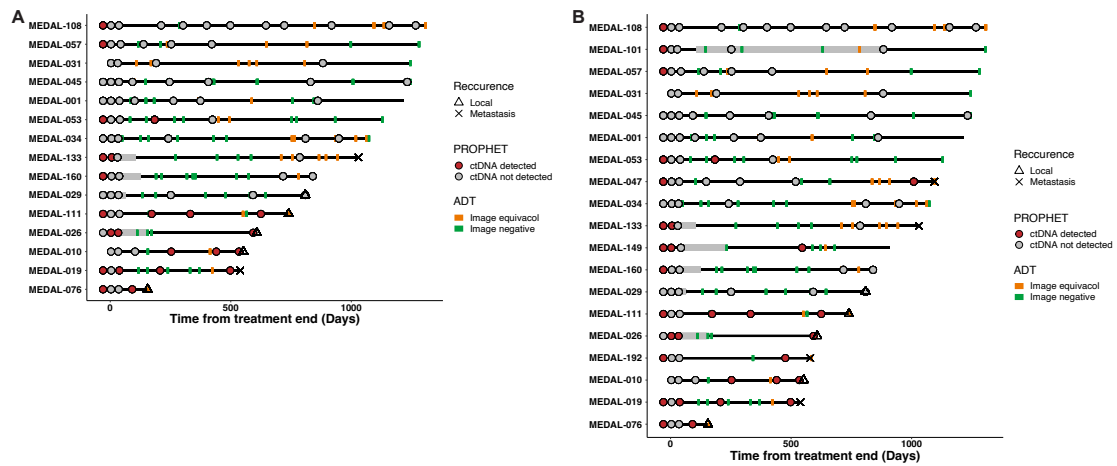 A
MEDAL-108
MEDAL-057
MEDAL-031
MEDAL-045
MEDAL-001
MEDAL-053
MEDAL-034
MEDAL-133
MEDAL-160
MEDAL-029
MEDAL-111
MEDAL-026
MEDAL-010
MEDAL-019
MEDAL-076
0
500
1000
Time from treatment end (Days)
Reccurence
Local
Metastasis
PROPHET
ctDNA detected
ctDNA not detected
ADT
Image equivacol
Image negative
B
MEDAL-108
MEDAL-101
MEDAL-057
MEDAL-031
MEDAL-045
MEDAL-001
MEDAL-053
MEDAL-047
MEDAL-034
MEDAL-133
MEDAL-149
MEDAL-160
MEDAL-029
MEDAL-111
MEDAL-026
MEDAL-192
MEDAL-010
MEDAL-019
MEDAL-076
0
500
1000
Time from treatment end (Days)
Reccurence
Local
Metastasis
PROPHET
ctDNA detected
ctDNA not detected
ADT
Image equivacol
Image negative